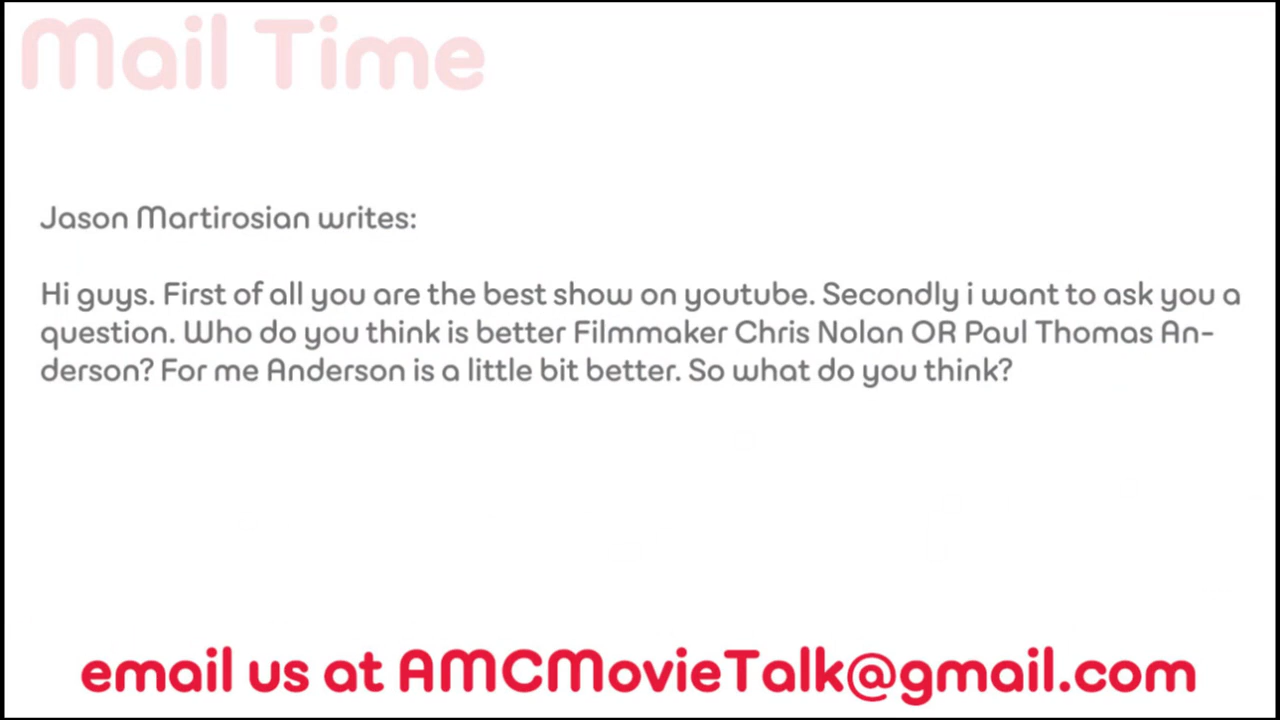 Mail Time
Jason Martirosian writes:
Hi guys. First of all you are the best show on youtube. Secondly i want to ask you a
question. Who do you think is better Filmmaker Chris Nolan OR Paul Thomas An-
derson? For me Anderson is a little bit better. So what do you think?
email us at AMCMovieTalk@gmail.com